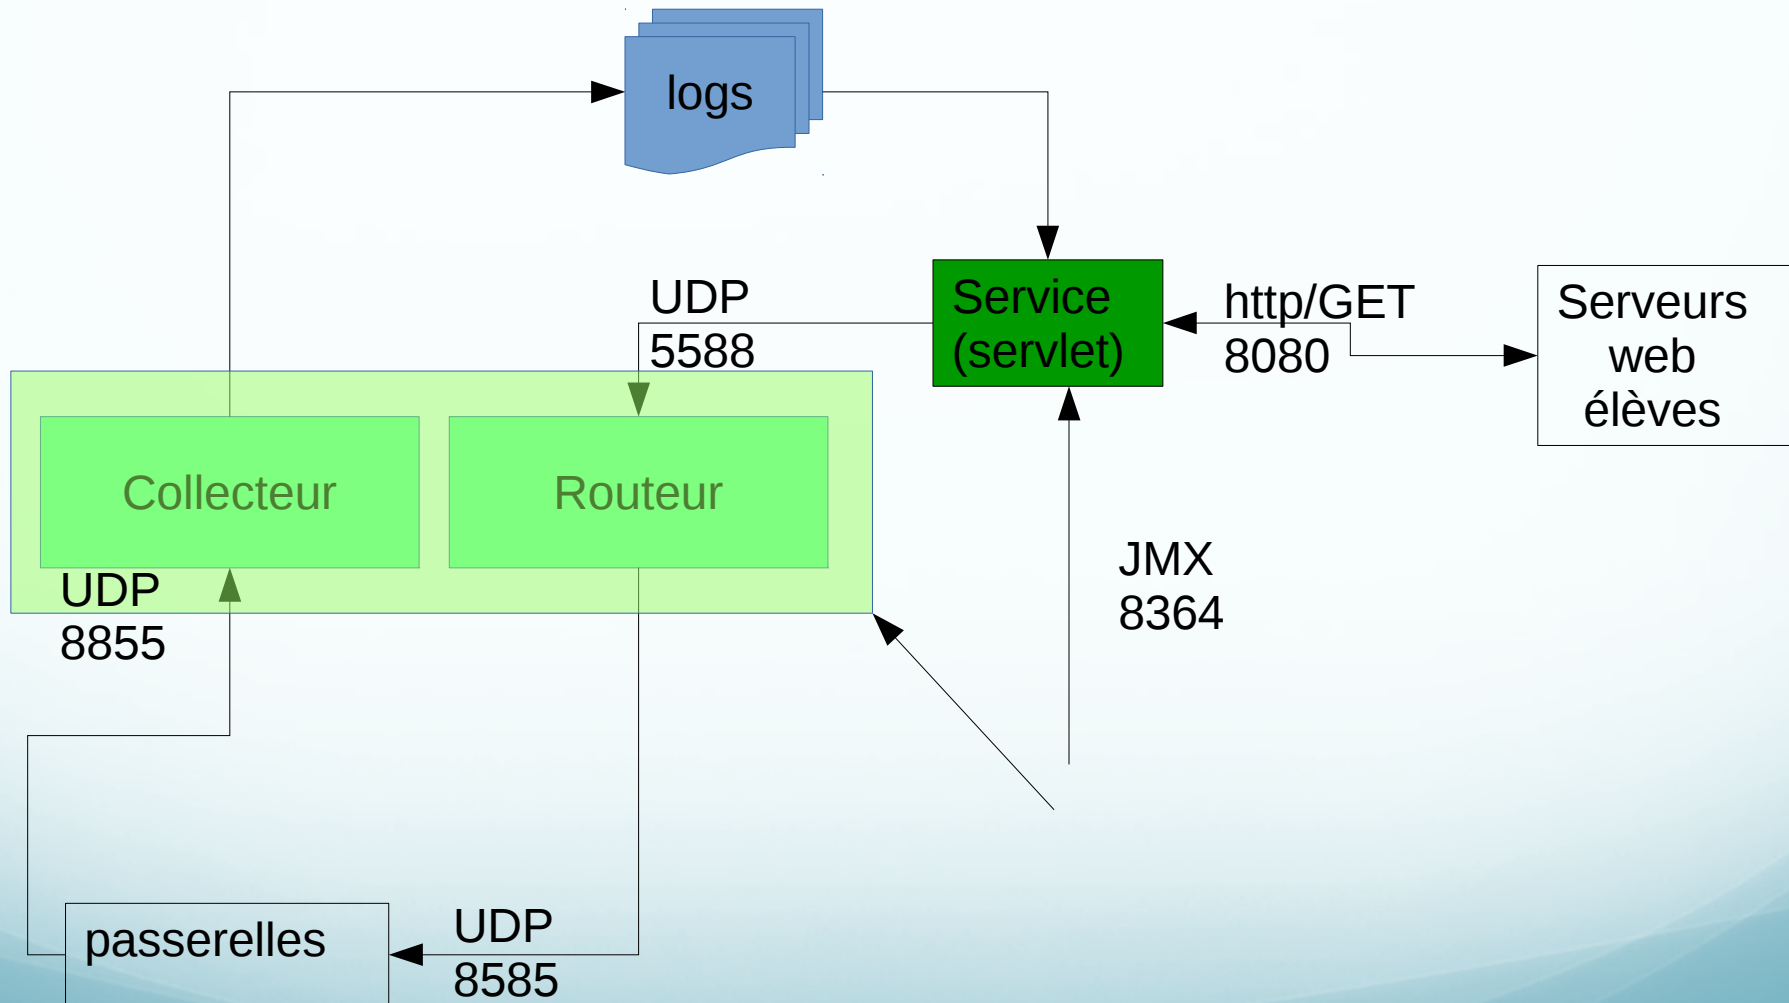 logs
UDP
5588
Service
(servlet)
http/GET
8080
Serveurs
web
élèves
Collecteur
Routeur
UDP
8855
JMX
8364
passerelles
UDP
8585